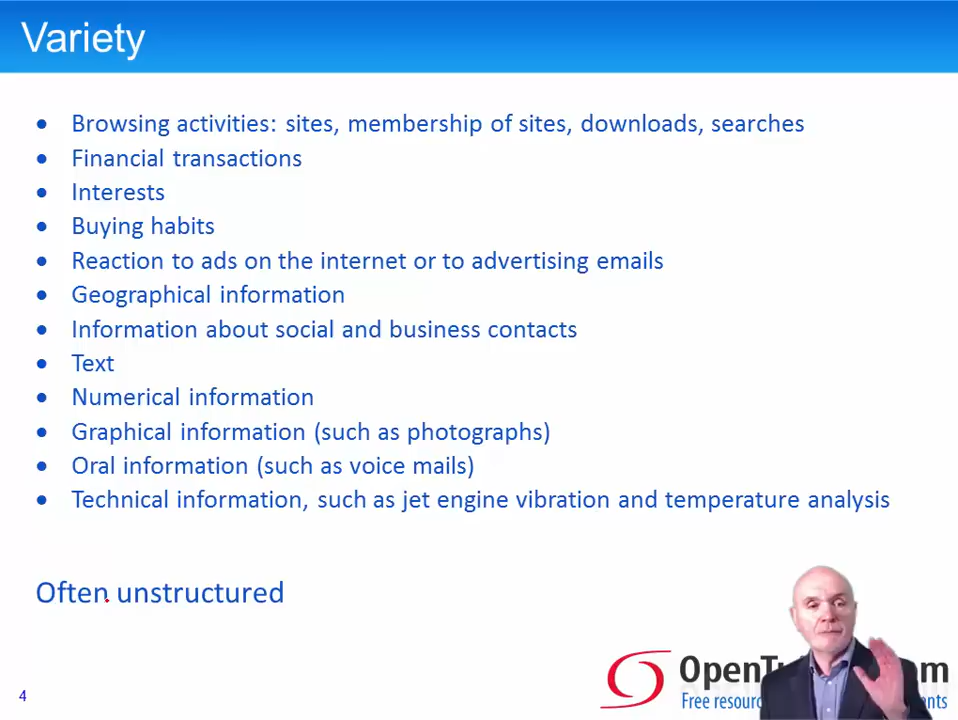 Variety
• Browsing activities: sites, membership of sites, downloads, searches
• Financial transactions
• Interests
• Buying habits
• Reaction to ads on the internet or to advertising emails
• Geographical information
• Information about social and business contacts
• Text
• Numerical information
• Graphical information (such as photographs)
• Oral information (such as voice mails)
• Technical information, such as jet engine vibration and temperature analysis
Often unstructured
4